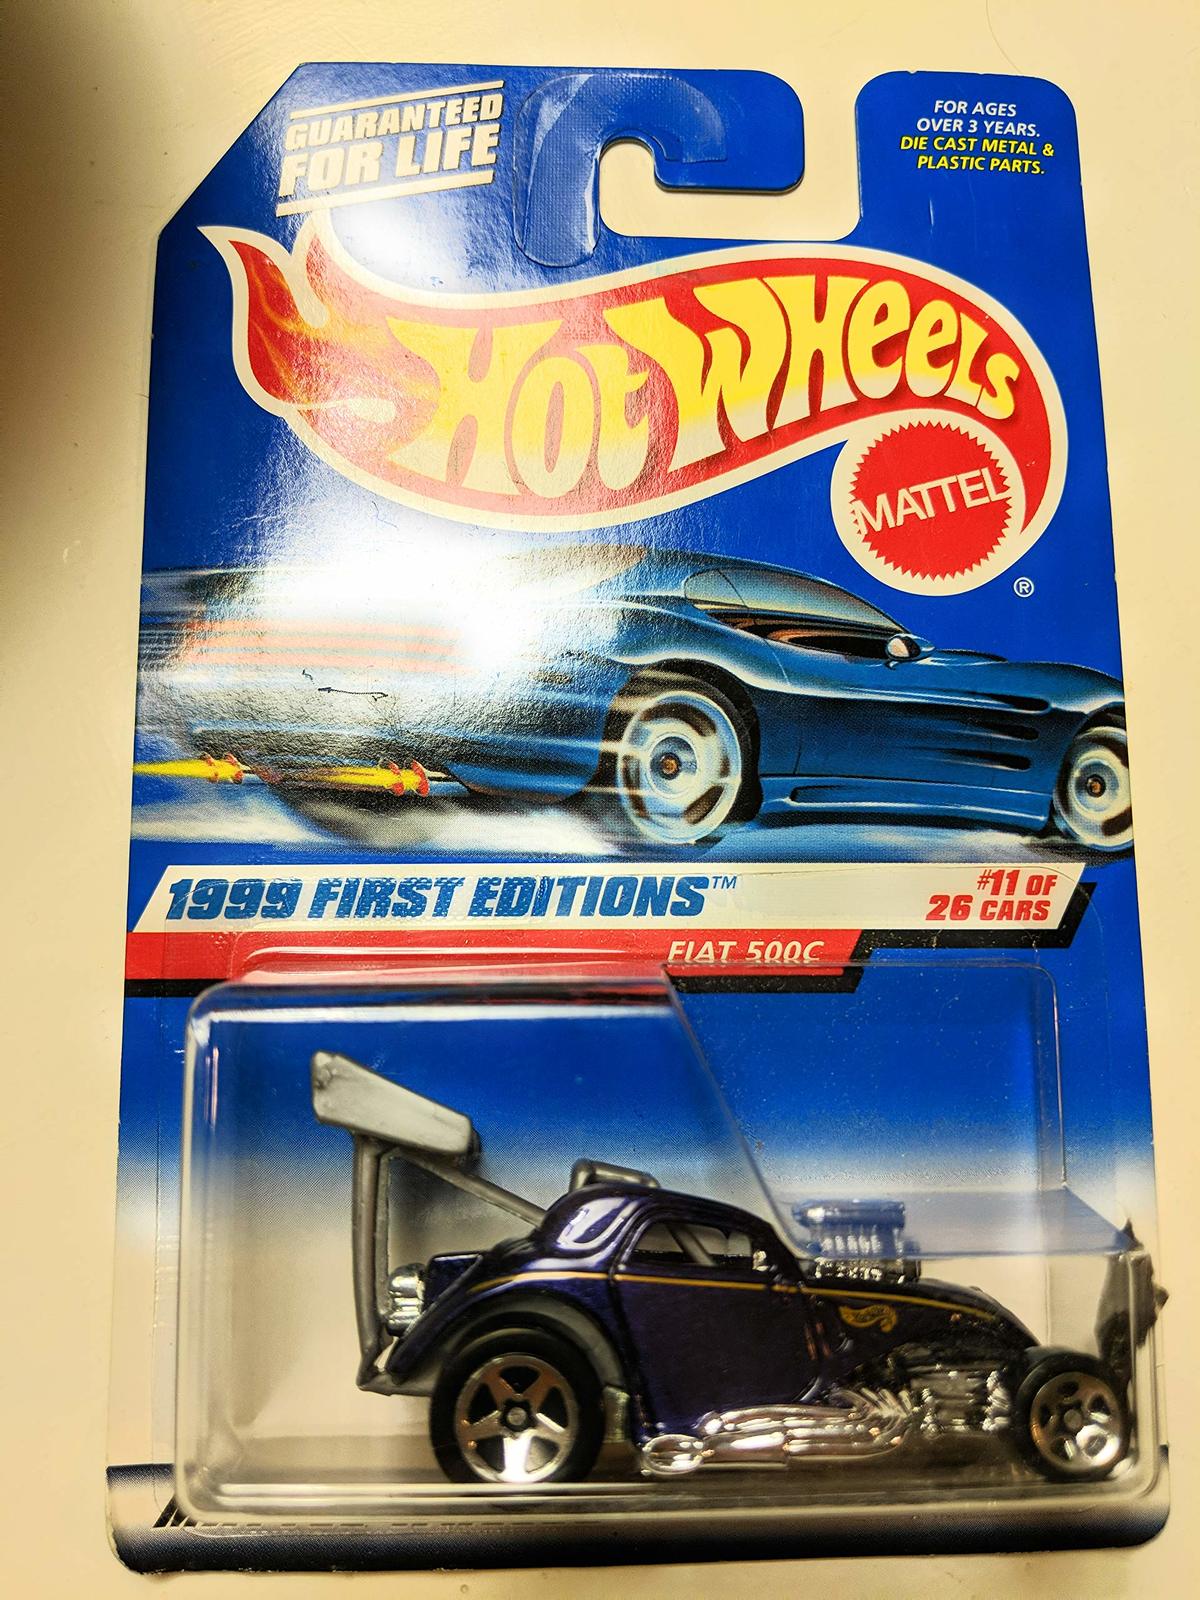 GUARANTEED
FOR LIFE
FOR AGES
OVER 3 YEARS.
DIE CAST METAL &
PLASTIC PARTS.
Hot Wheels
MATTEL
®
1999 FIRST EDITIONS™
#11 OF
26 CARS
FIAT 500C